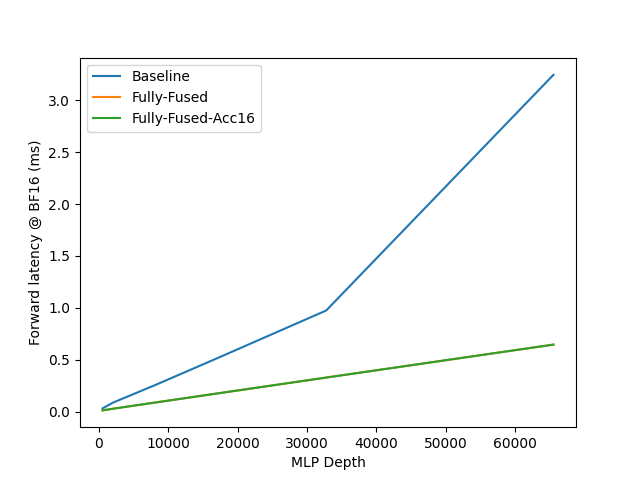 Baseline
Fully-Fused
Fully-Fused-Acc16
Forward latency @ BF16 (ms)
3.0
2.5
2.0
1.5
1.0
0.5
0.0
0 10000 20000 30000 40000 50000 60000
MLP Depth